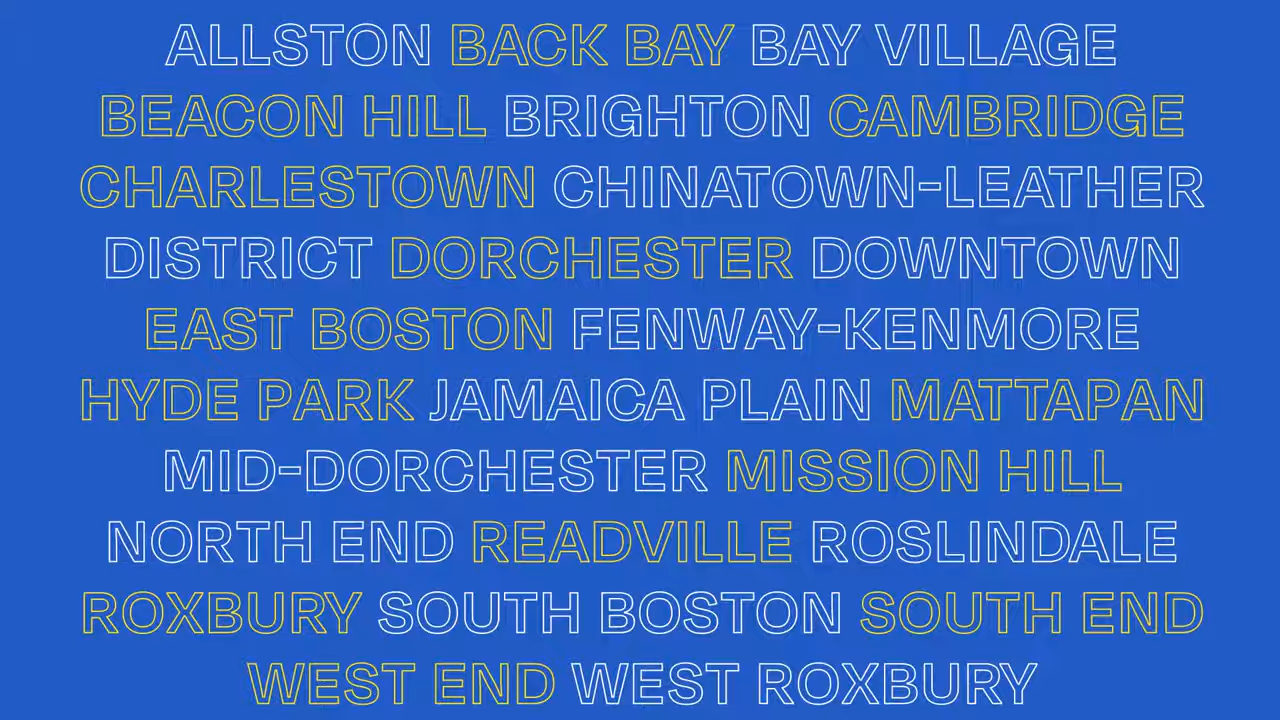 ALLSTON BACK BAY BAY VILLAGE
BEACON HILL BRIGHTON CAMBRIDGE
CHARLESTOWN CHINATOWN-LEATHER
DISTRICT DORCHESTER DOWNTOWN
EAST BOSTON FENWAY-KENMORE
HYDE PARK JAMAICA PLAIN MATTAPAN
MID-DORCHESTER MISSION HILL
NORTH END READVILLE ROSLINDALE
ROXBURY SOUTH BOSTON SOUTH END
WEST END WEST ROXBURY